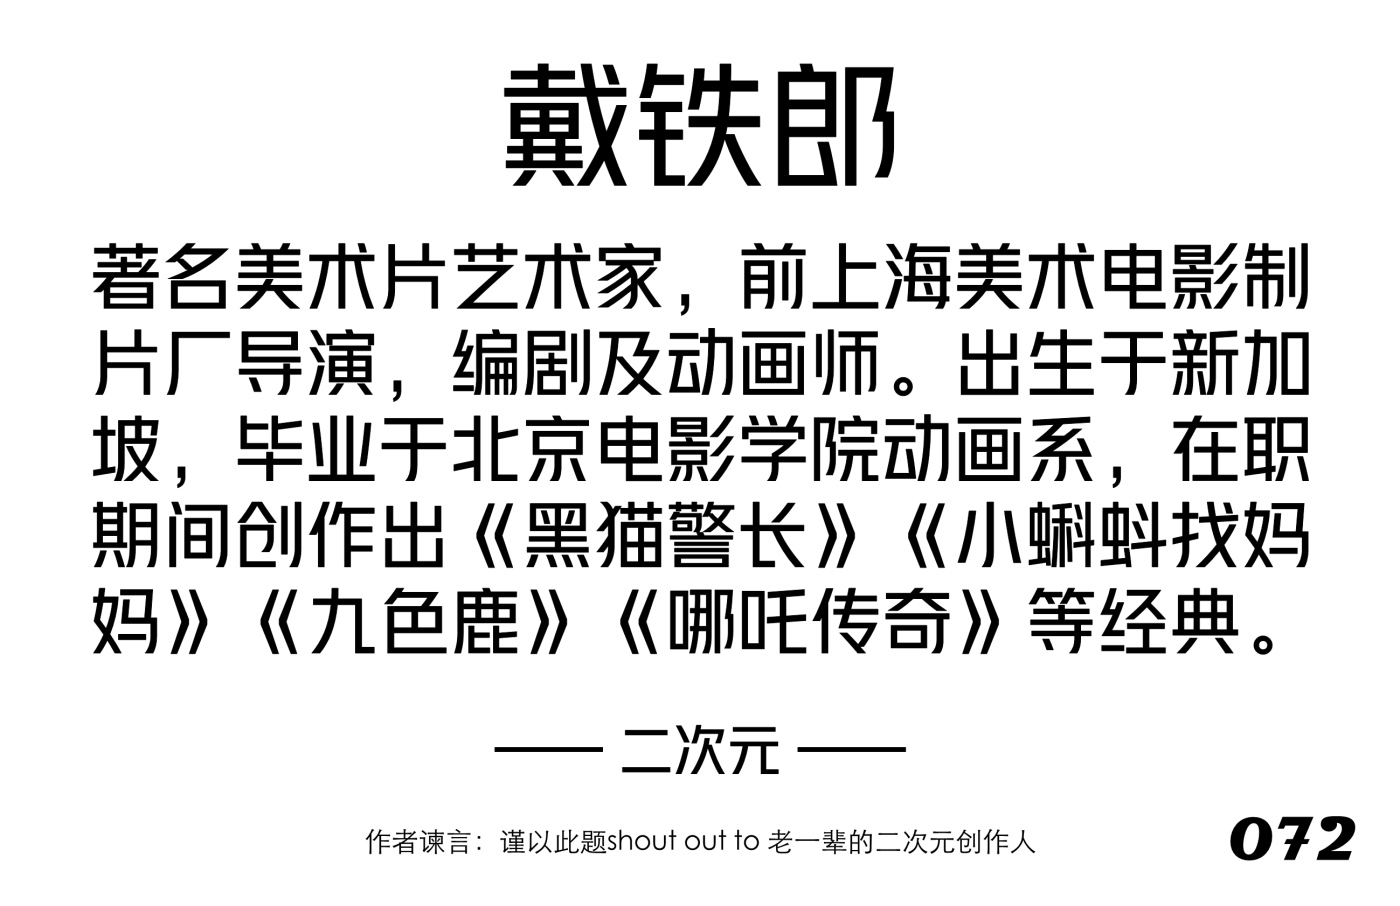 戴铁郎
著名美术片艺术家，前上海美术电影制
片厂导演，编剧及动画师。出生于新加
坡，毕业于北京电影学院动画系，在职
期间创作出《黑猫警长》《小蝌蚪找妈
妈》《九色鹿》《哪吒传奇》等经典。
—— 二次元 ——
作者谏言：谨以此题shout out to 老一辈的二次元创作人
072